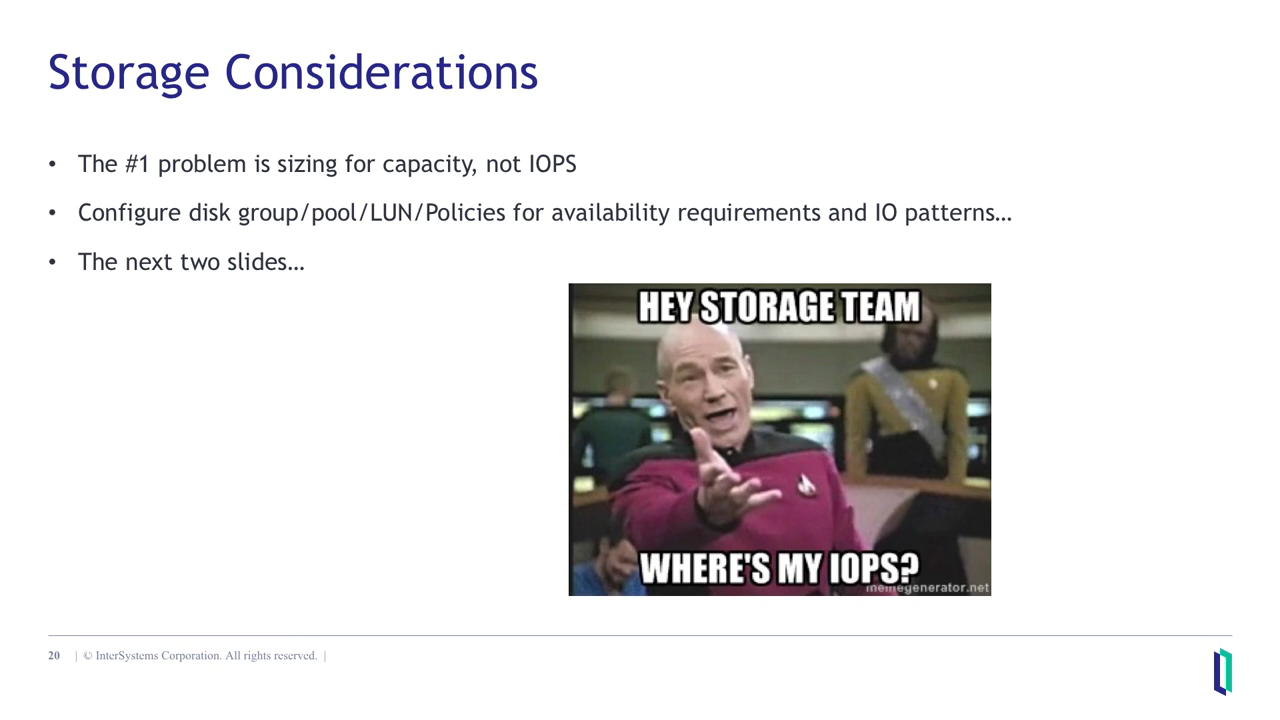 Storage Considerations
• The #1 problem is sizing for capacity, not IOPS
• Configure disk group/pool/LUN/Policies for availability requirements and IO patterns…
• The next two slides…
HEY STORAGE TEAM
WHERE'S MY IOPS?
memegenerator.net
20 | © InterSystems Corporation. All rights reserved. |